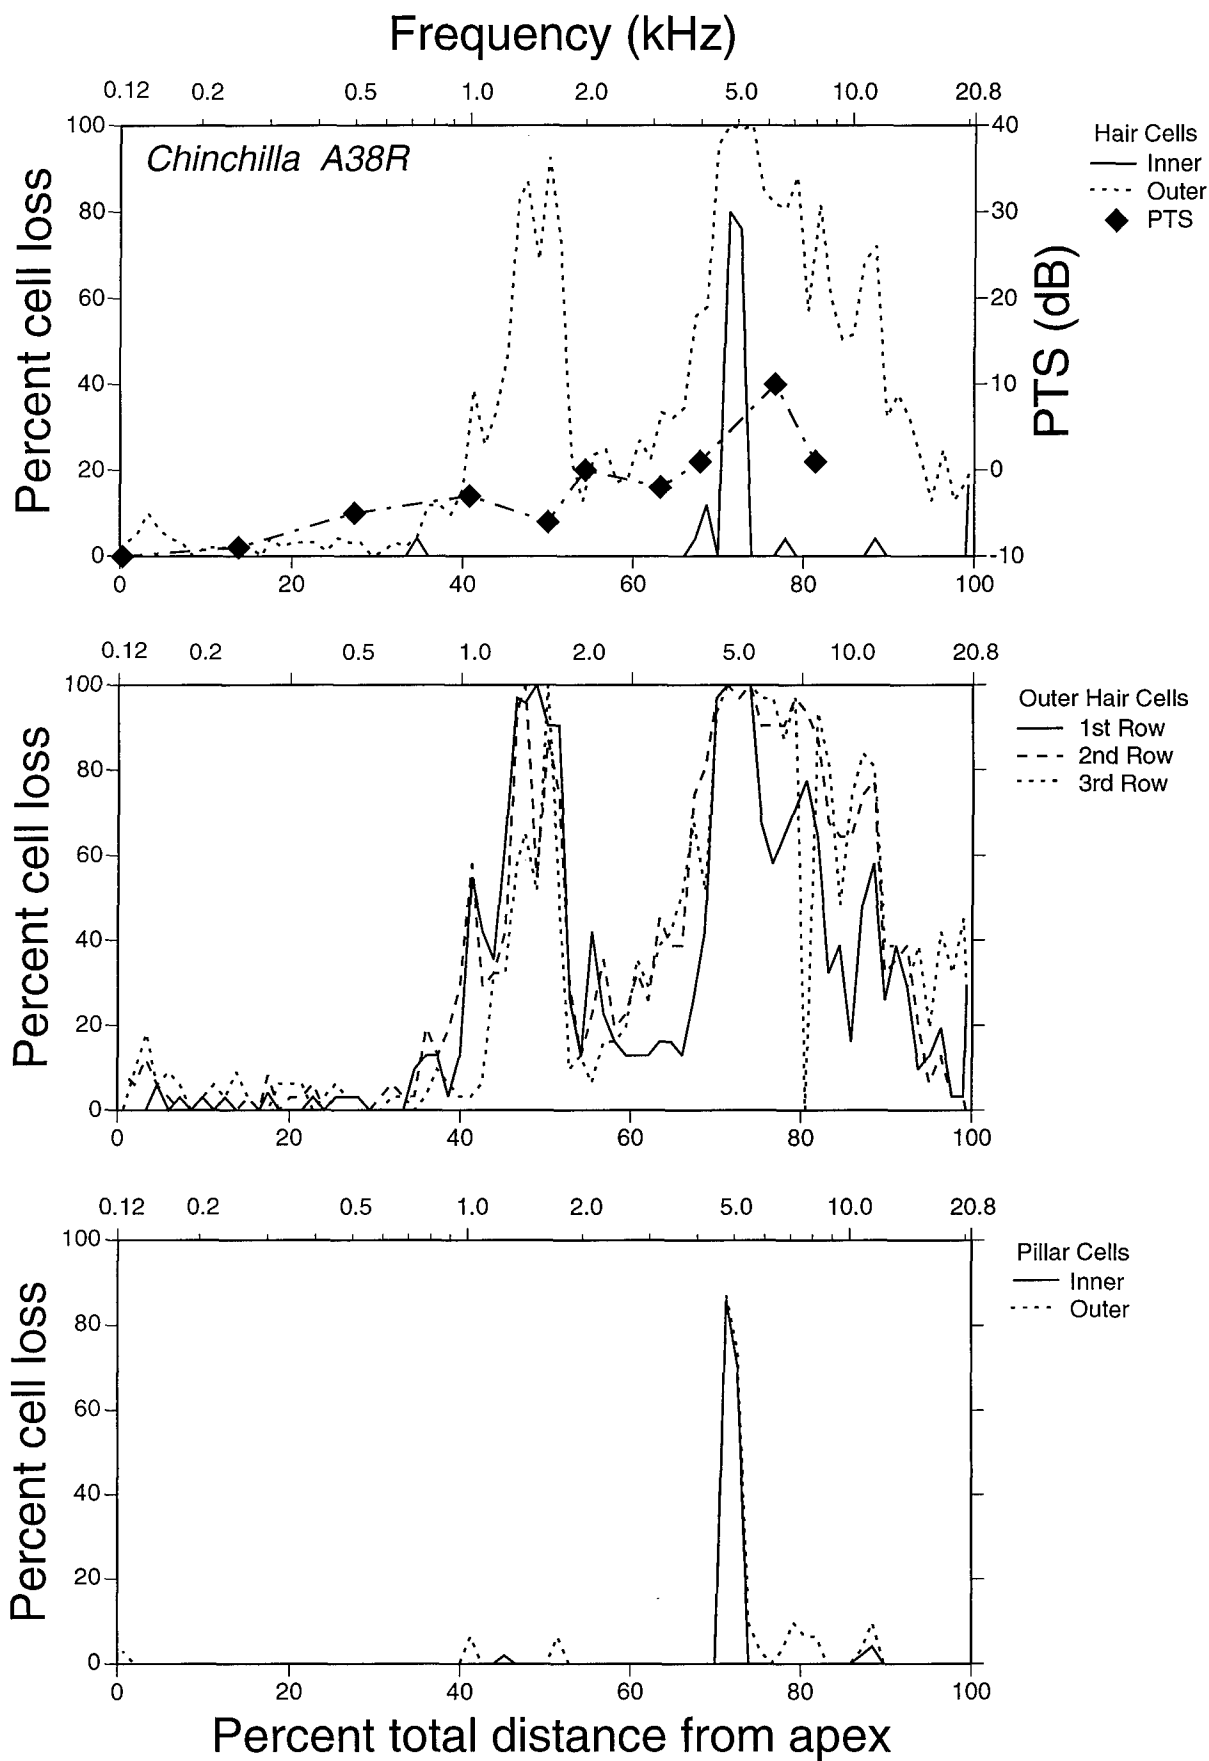 Frequency (kHz)
0.12 0.2 0.5 1.0 2.0 5.0 10.0 20.8
Chinchilla A38R
Percent cell loss
100
80
60
40
20
0
40
30
20
10
0
-10
PTS (dB)
0 20 40 60 80 100
Hair Cells
Inner
Outer
PTS
0.12 0.2 0.5 1.0 2.0 5.0 10.0 20.8
Percent cell loss
100
80
60
40
20
0
0 20 40 60 80 100
Outer Hair Cells
1st Row
2nd Row
3rd Row
0.12 0.2 0.5 1.0 2.0 5.0 10.0 20.8
Percent cell loss
100
80
60
40
20
0
0 20 40 60 80 100
Pillar Cells
Inner
Outer
Percent total distance from apex